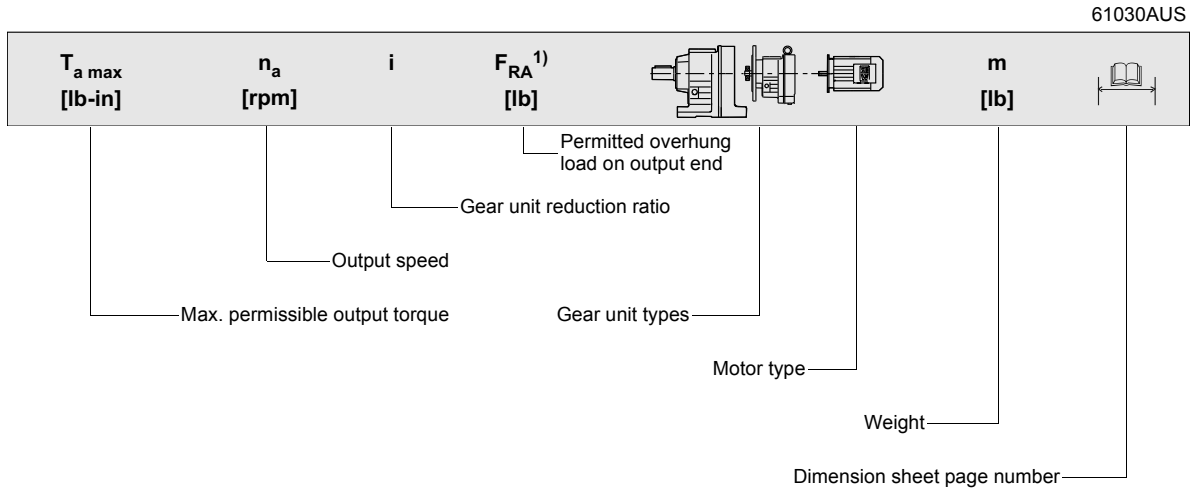 61030AUS
T a max n a i F RA 1) m
[lb-in] [rpm] [lb] [lb]
Permitted overhung
load on output end
Gear unit reduction ratio
Output speed
Max. permissible output torque Gear unit types
Motor type
Weight
Dimension sheet page number